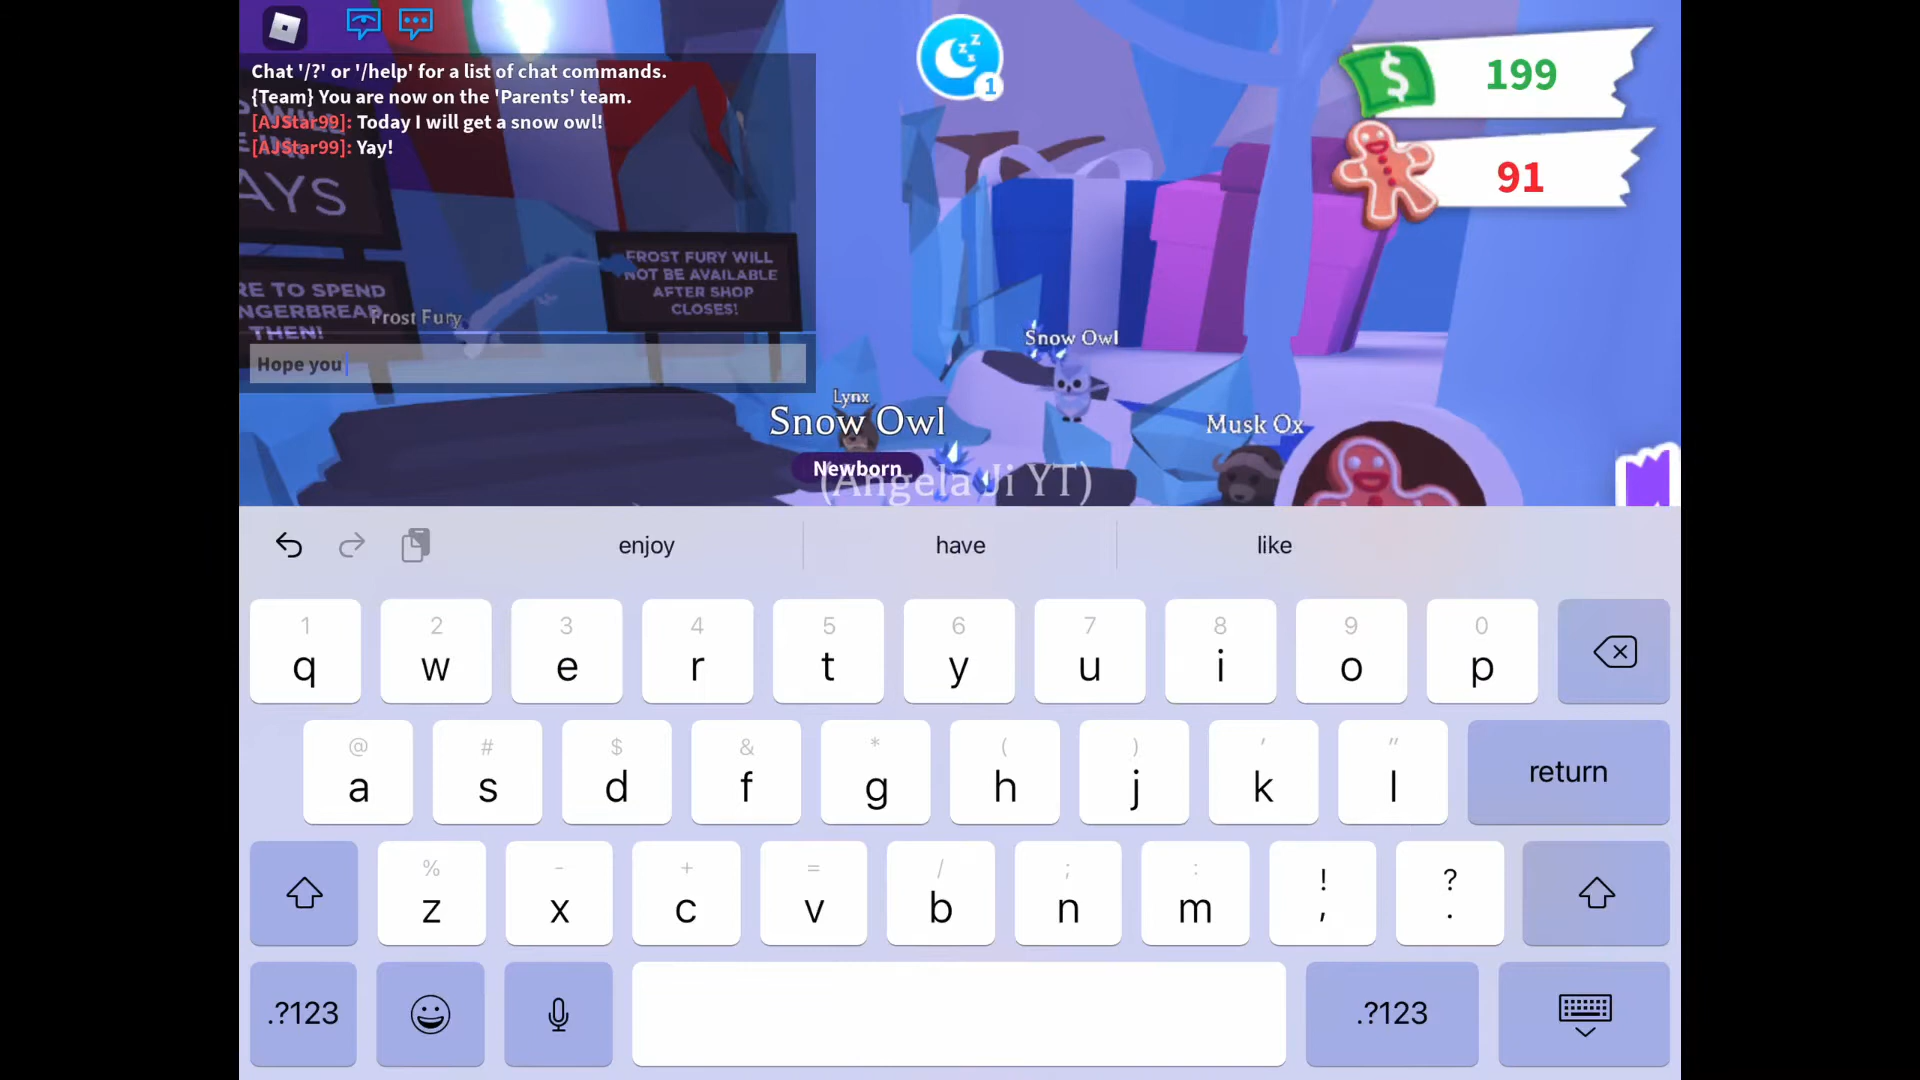 Chat '/?' or '/help' for a list of chat commands.
{Team} You are now on the 'Parents' team.
[AJStar99]: Today I will get a snow owl!
[AJStar99]: Yay!
AYS
RE TO SPEND
NGERBREAD
THEN!
Frost Fury
FROST FURY WILL
NOT BE AVAILABLE
AFTER SHOP
CLOSES!
Hope you
zZ
1
$
199
91
Snow Owl
Lynx
Snow Owl
Newborn
(Angela Ji YT)
Musk Ox
enjoy have like
1 2 3 4 5 6 7 8 9 0
q w e r t y u i o p
@ # $ & * ( ) ' "
a s d f g h j k l return
% - + = / ; : ! ?
z x c v b n m , .
.?123 .?123